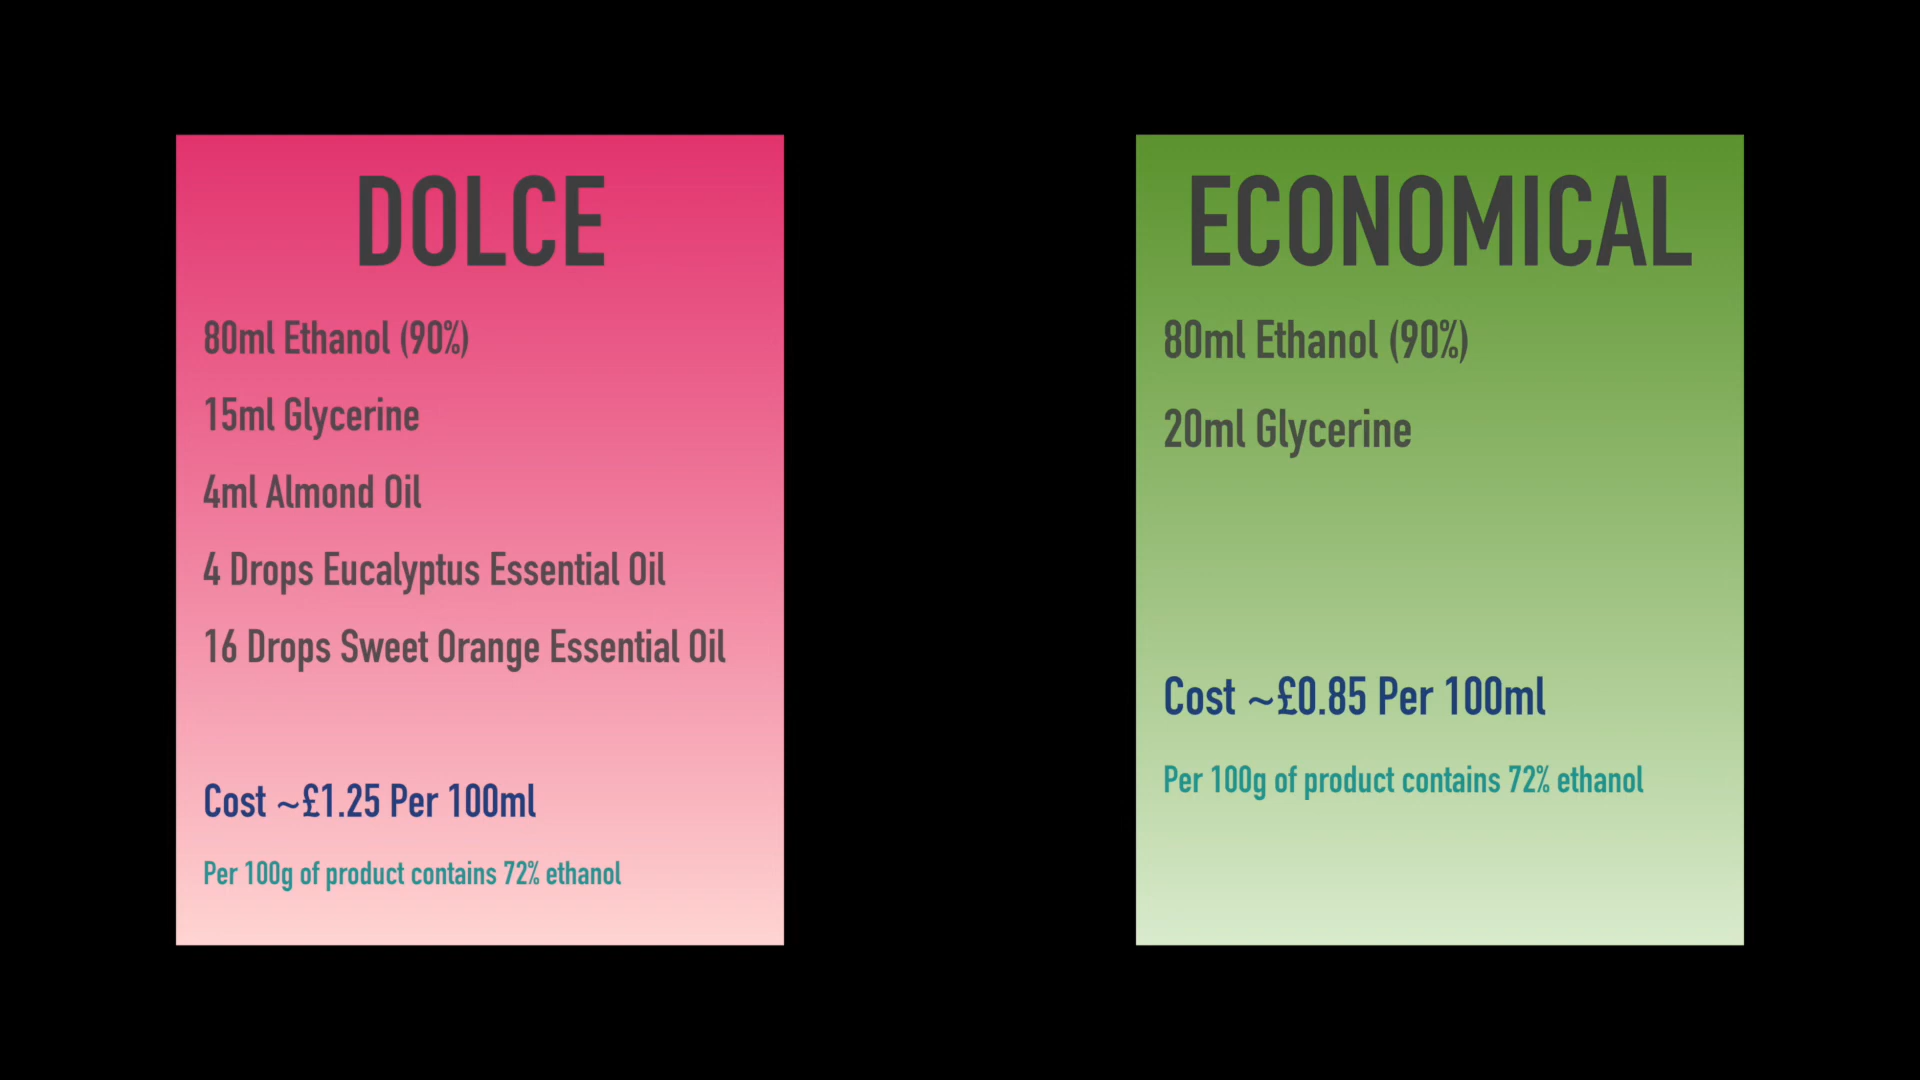 DOLCE
80ml Ethanol (90%)
15ml Glycerine
4ml Almond Oil
4 Drops Eucalyptus Essential Oil
16 Drops Sweet Orange Essential Oil
Cost ~£1.25 Per 100ml
Per 100g of product contains 72% ethanol
ECONOMICAL
80ml Ethanol (90%)
20ml Glycerine
Cost ~£0.85 Per 100ml
Per 100g of product contains 72% ethanol